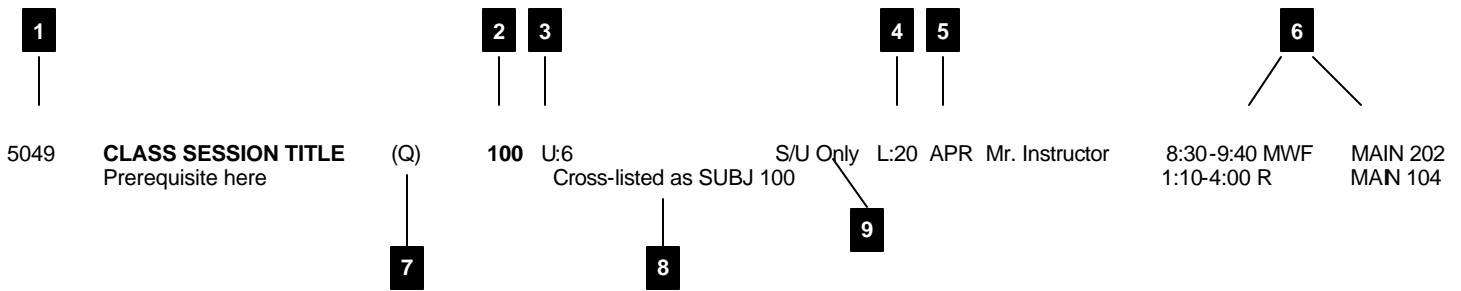 1 2 3 4 5 6
5049 CLASS SESSION TITLE (Q) 100 U:6 S/U Only L:20 APR Mr. Instructor 8:30-9:40 MWF MAIN 202
Prerequisite here Cross-listed as SUBJ 100 1:10-4:00 R MAIN 104
9
7 8